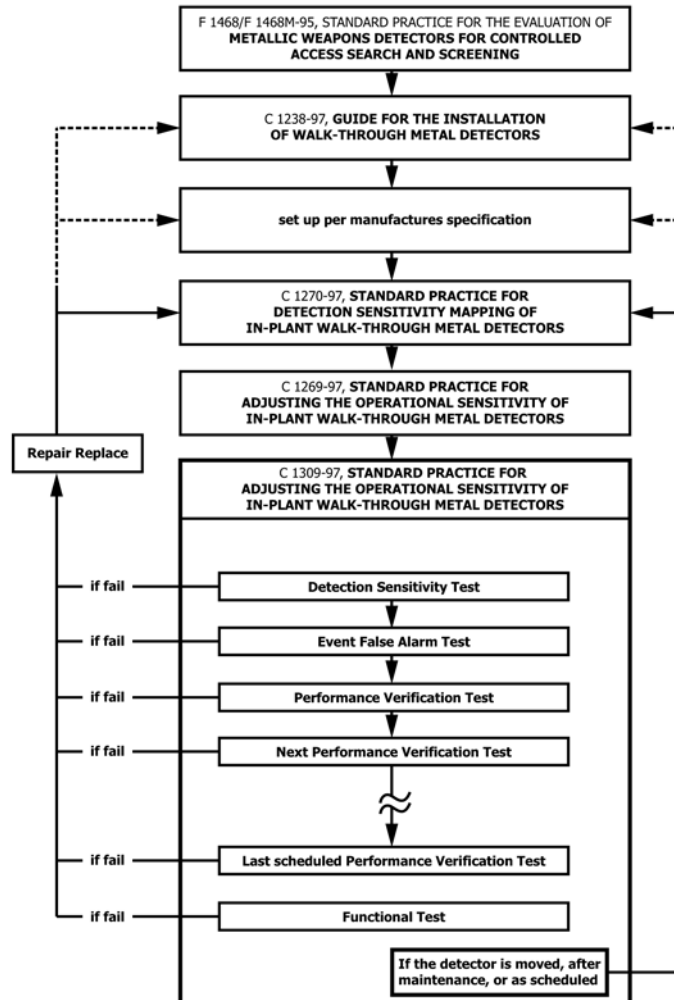 F 1468/F 1468M-95, STANDARD PRACTICE FOR THE EVALUATION OF
METALLIC WEAPONS DETECTORS FOR CONTROLLED
ACCESS SEARCH AND SCREENING
C 1238-97, GUIDE FOR THE INSTALLATION
OF WALK-THROUGH METAL DETECTORS
set up per manufactures specification
C 1270-97, STANDARD PRACTICE FOR
DETECTION SENSITIVITY MAPPING OF
IN-PLANT WALK-THROUGH METAL DETECTORS
C 1269-97, STANDARD PRACTICE FOR
ADJUSTING THE OPERATIONAL SENSITIVITY OF
IN-PLANT WALK-THROUGH METAL DETECTORS
Repair Replace
C 1309-97, STANDARD PRACTICE FOR
ADJUSTING THE OPERATIONAL SENSITIVITY OF
IN-PLANT WALK-THROUGH METAL DETECTORS
if fail
Detection Sensitivity Test
if fail
Event False Alarm Test
if fail
Performance Verification Test
if fail
Next Performance Verification Test
if fail
Last scheduled Performance Verification Test
if fail
Functional Test
If the detector is moved, after
maintenance, or as scheduled